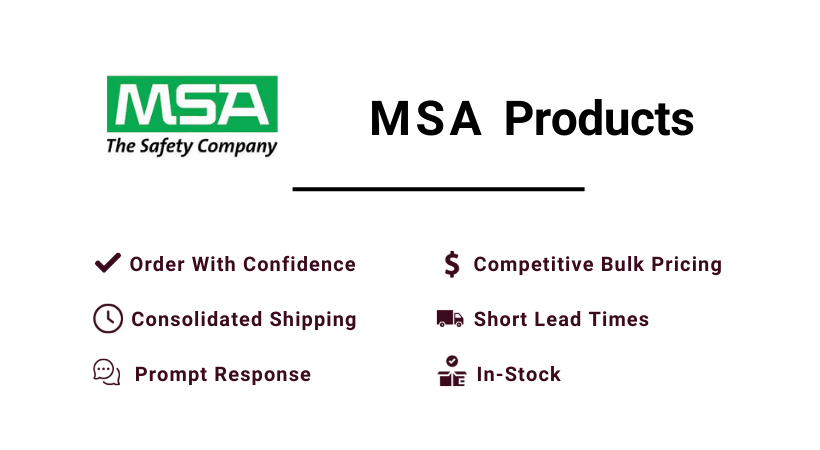 MSA
The Safety Company
MSA Products
Order With Confidence
Competitive Bulk Pricing
Consolidated Shipping
Short Lead Times
Prompt Response
In-Stock